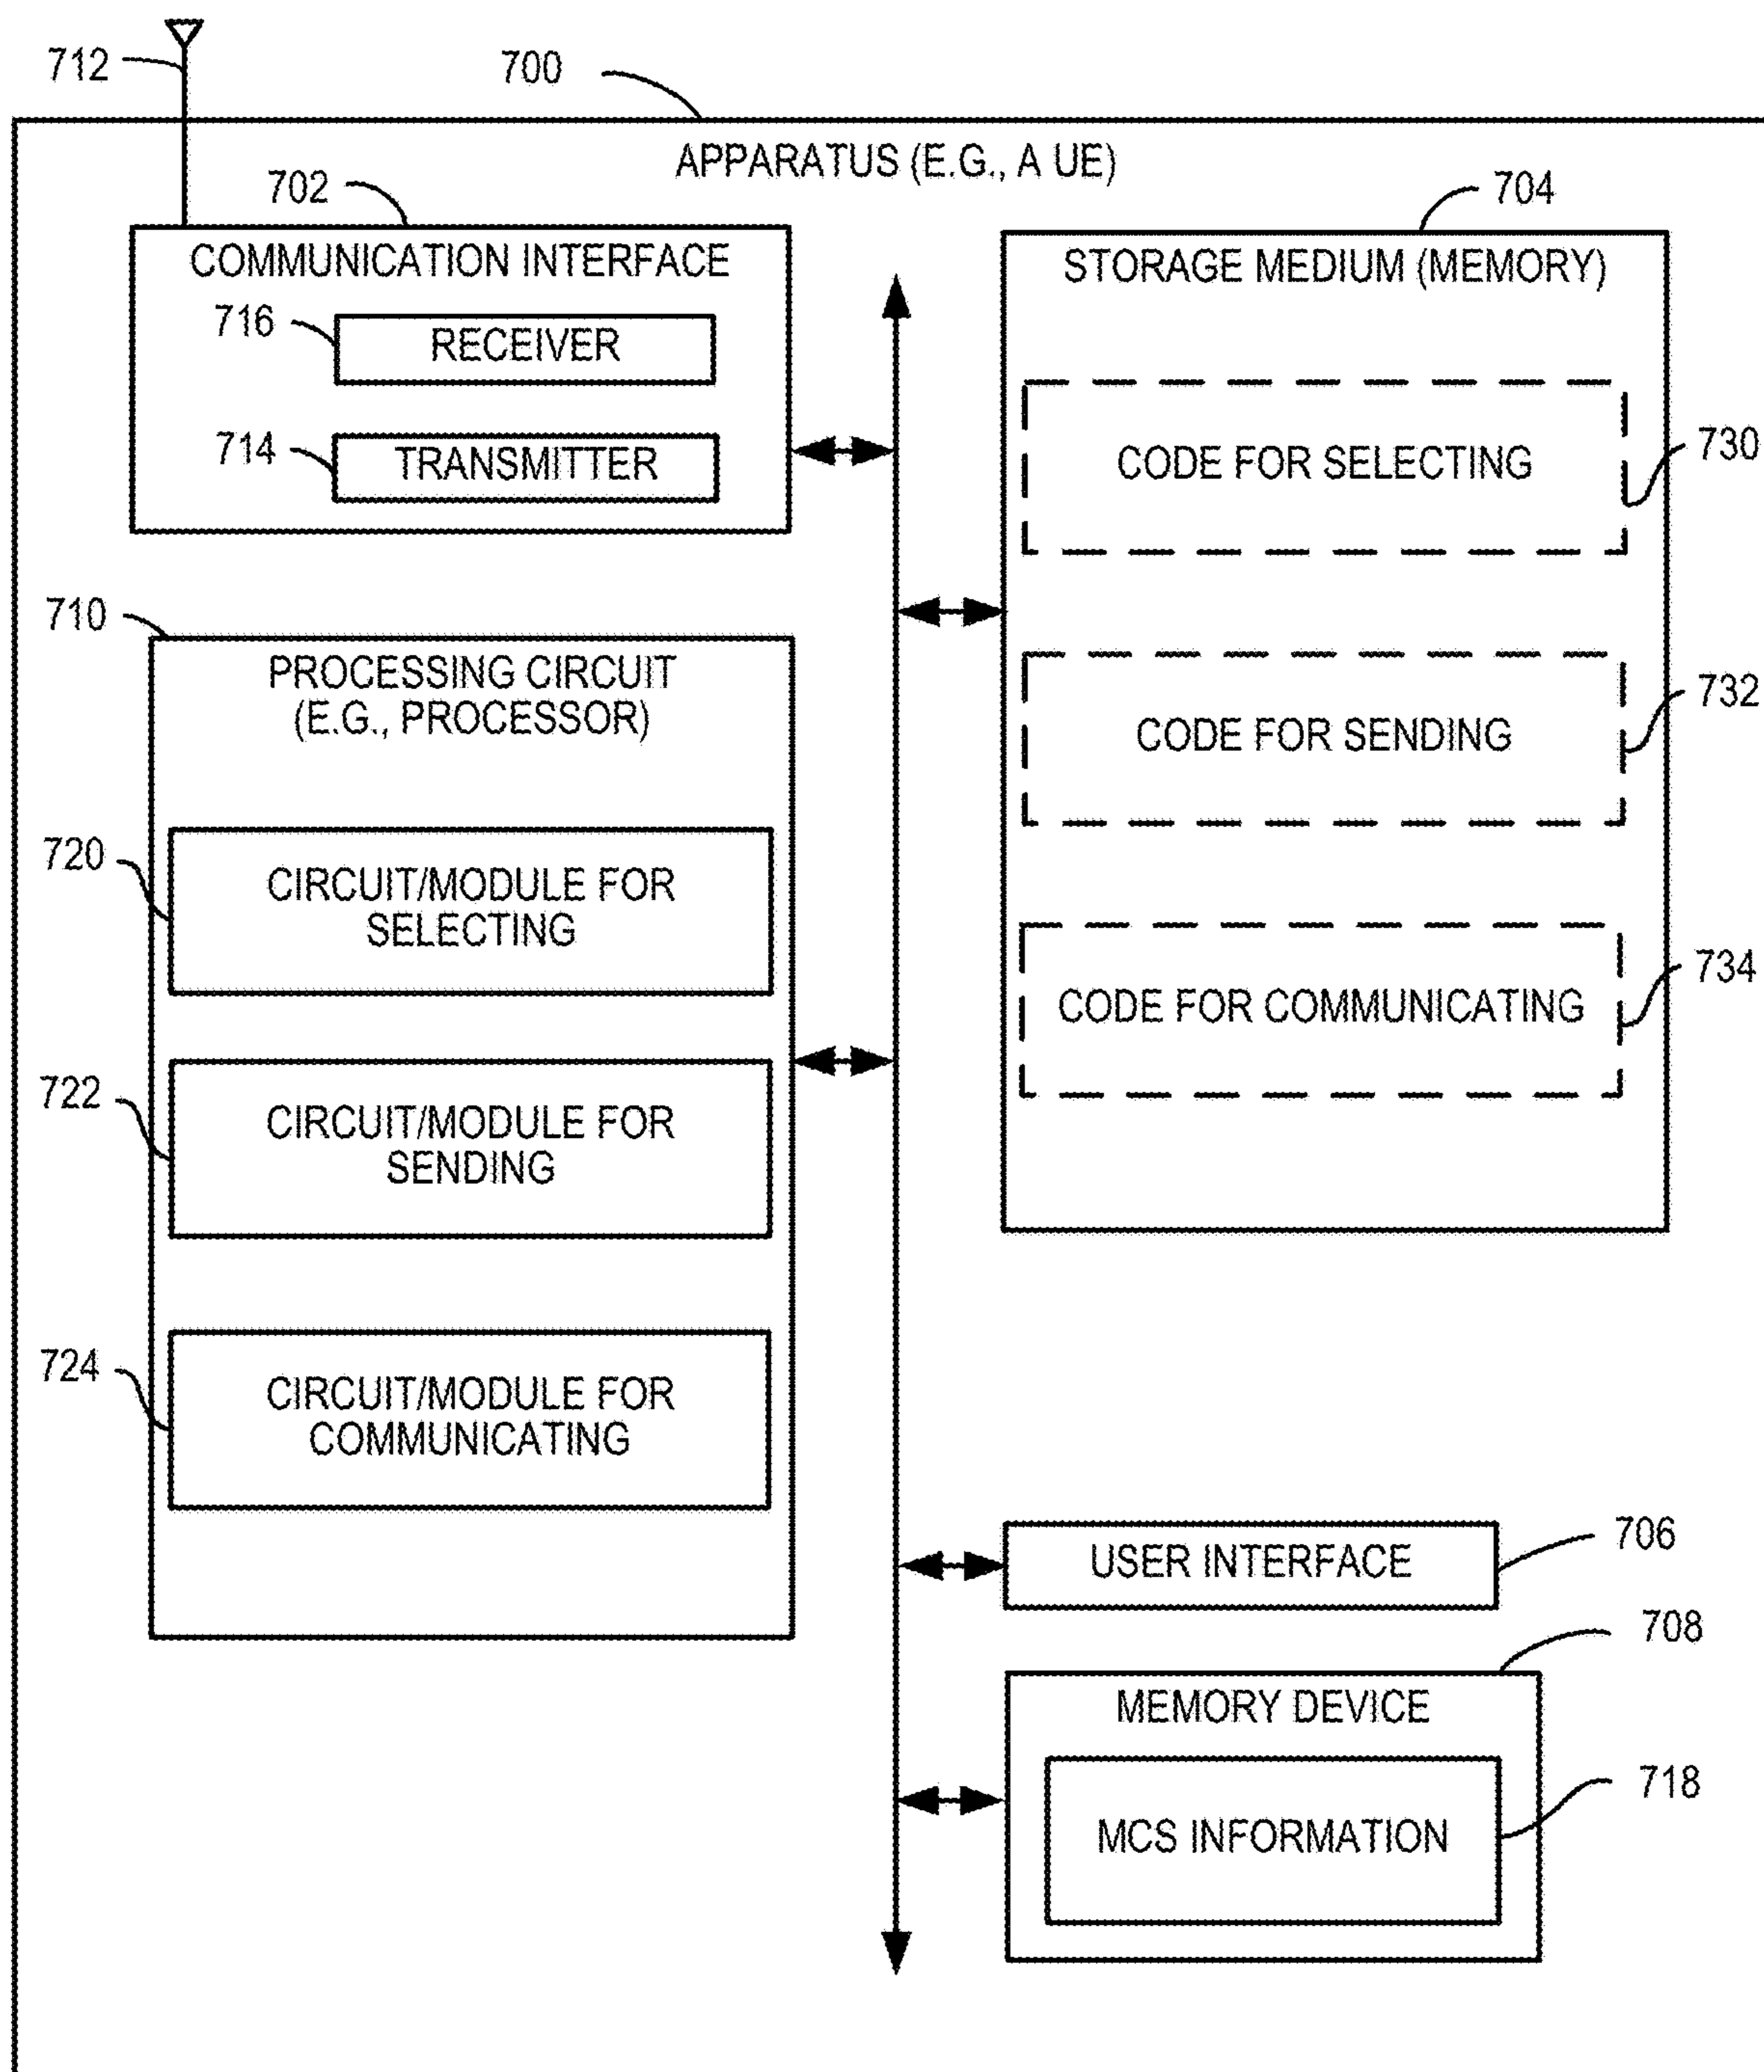 712
700
APPARATUS (E.G., A UE)
702
COMMUNICATION INTERFACE
716
RECEIVER
714
TRANSMITTER
704
STORAGE MEDIUM (MEMORY)
CODE FOR SELECTING
730
CODE FOR SENDING
732
CODE FOR COMMUNICATING
734
710
PROCESSING CIRCUIT
(E.G., PROCESSOR)
720
CIRCUIT/MODULE FOR
SELECTING
722
CIRCUIT/MODULE FOR
SENDING
724
CIRCUIT/MODULE FOR
COMMUNICATING
USER INTERFACE
706
708
MEMORY DEVICE
MCS INFORMATION
718